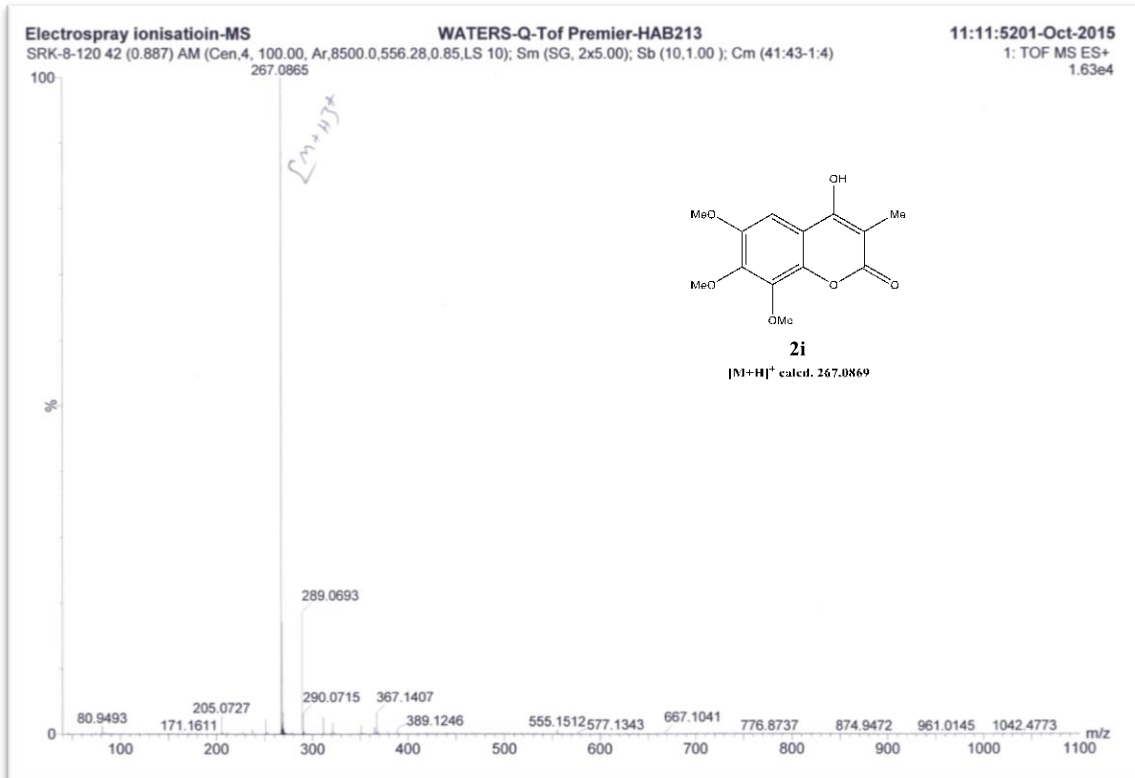 Electrospray ionisatioin-MS WATERS-Q-Tof Premier-HAB213 11:11:5201-Oct-2015
SRK-8-120 42 (0.887) AM (Cen,4, 100.00, Ar,8500.0,556.28,0.85,LS 10); Sm (SG, 2x5.00); Sb (10,1.00 ); Cm (41:43-1:4) 1: TOF MS ES+
1.63e4
100
267.0865
[M+H]+
OH
MeO
Me
MeO
O
O
OMe
2i
[M+H]+ calcd. 267.0869
%
289.0693
205.0727
290.0715
367.1407
80.9493
171.1611
389.1246
555.1512
577.1343
667.1041
776.8737
874.9472
961.0145
1042.4773
0
m/z
100 200 300 400 500 600 700 800 900 1000 1100